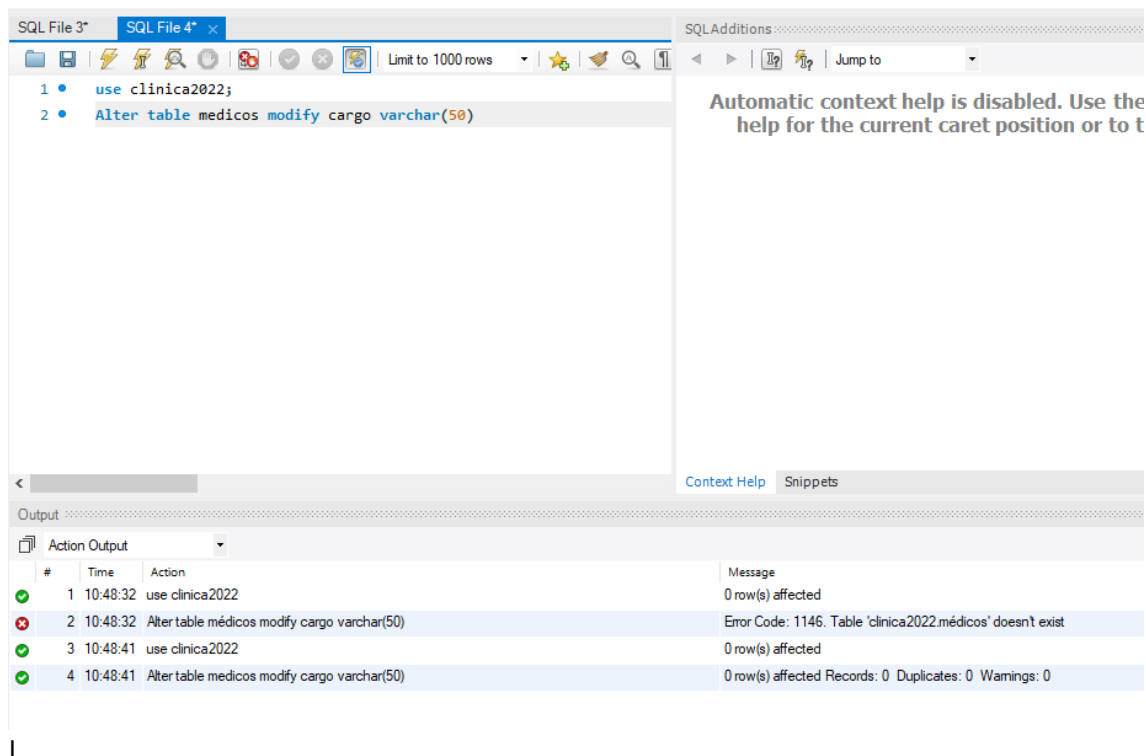 SQL File 3*
SQL File 4* ×
SQLAdditions
Limit to 1000 rows
Jump to
1 use clinica2022;
2 Alter table medicos modify cargo varchar(50)
Automatic context help is disabled. Use the
help for the current caret position or to t
Context Help Snippets
Output
Action Output
# Time Action Message
1 10:48:32 use clinica2022 0 row(s) affected
2 10:48:32 Alter table médicos modify cargo varchar(50) Error Code: 1146. Table 'clinica2022.médicos' doesn't exist
3 10:48:41 use clinica2022 0 row(s) affected
4 10:48:41 Alter table medicos modify cargo varchar(50) 0 row(s) affected Records: 0 Duplicates: 0 Warnings: 0